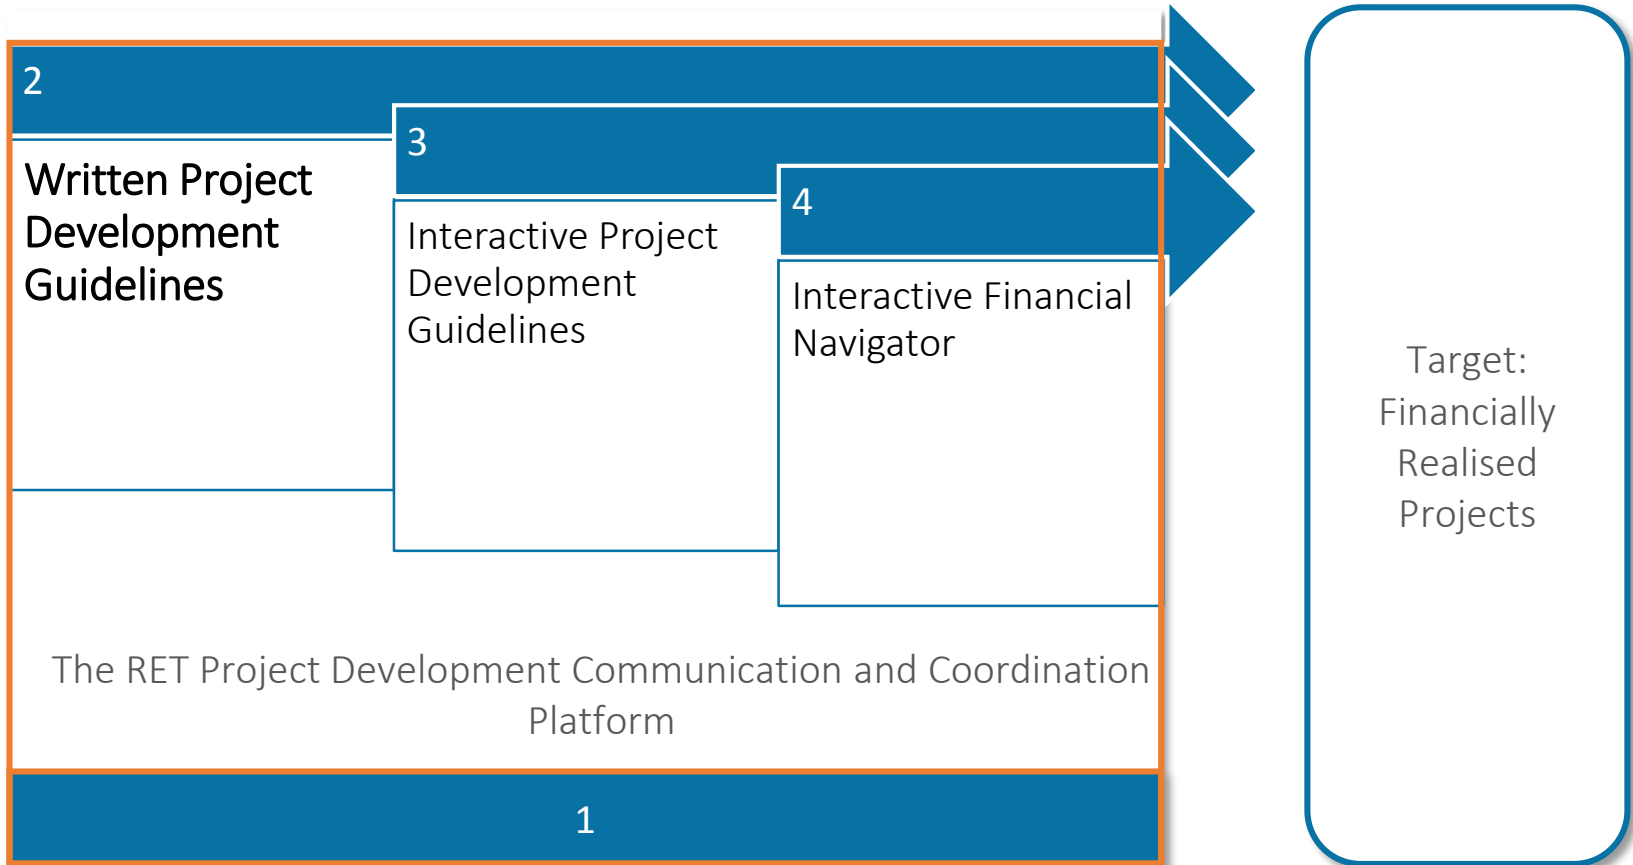 2
Written Project
Development
Guidelines
3
Interactive Project
Development
Guidelines
4
Interactive Financial
Navigator
The RET Project Development Communication and Coordination
Platform
1
Target:
Financially
Realised
Projects